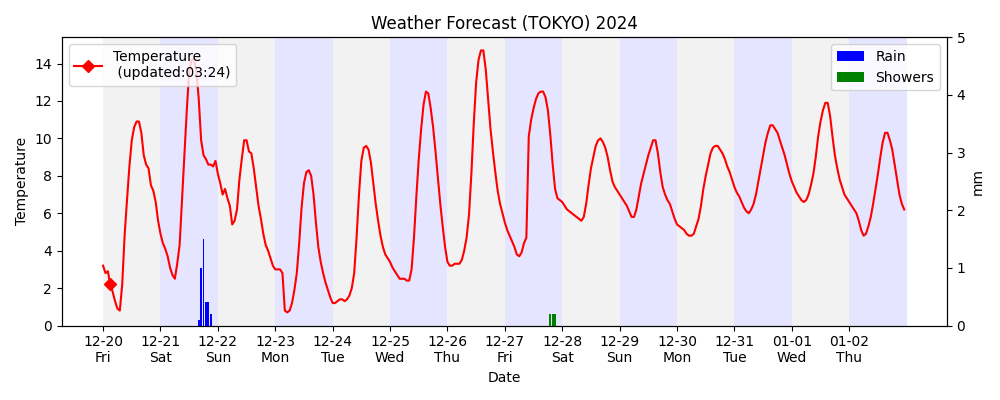 Weather Forecast (TOKYO) 2024
Temperature
(updated:03:24)
Rain
Showers
Temperature
14
12
10
8
6
4
2
0
5
4
3
2
1
0
mm
12-20 12-21 12-22 12-23 12-24 12-25 12-26 12-27 12-28 12-29 12-30 12-31 01-01 01-02
Fri Sat Sun Mon Tue Wed Thu Fri Sat Sun Mon Tue Wed Thu
Date